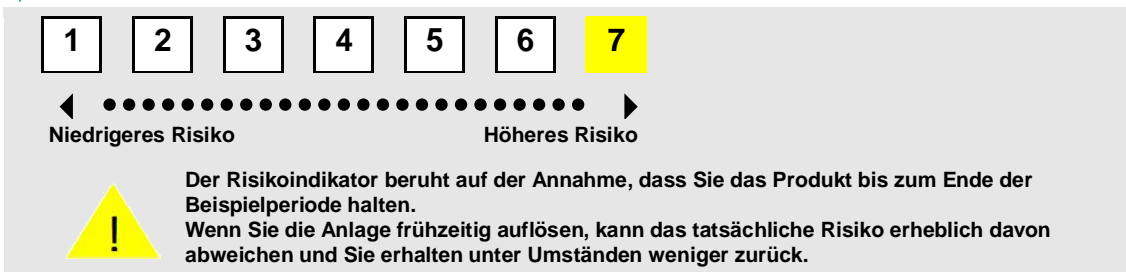 1 2 3 4 5 6 7
Niedrigeres Risiko Höheres Risiko
Der Risikoindikator beruht auf der Annahme, dass Sie das Produkt bis zum Ende der
Beispielperiode halten.
Wenn Sie die Anlage frühzeitig auflösen, kann das tatsächliche Risiko erheblich davon
abweichen und Sie erhalten unter Umständen weniger zurück.
!